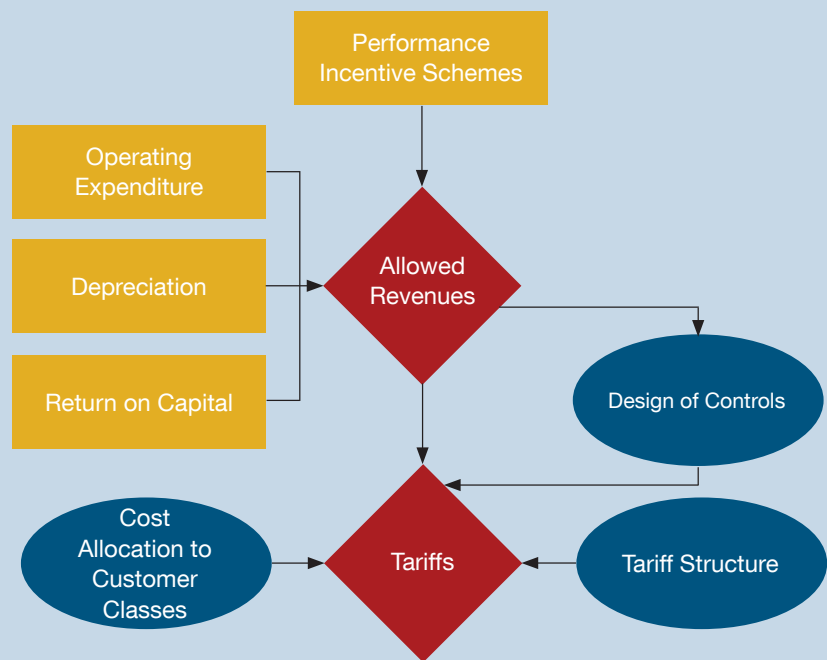 Performance
Incentive Schemes
Operating
Expenditure
Depreciation
Return on Capital
Allowed
Revenues
Design of Controls
Cost
Allocation to
Customer
Classes
Tariffs
Tariff Structure